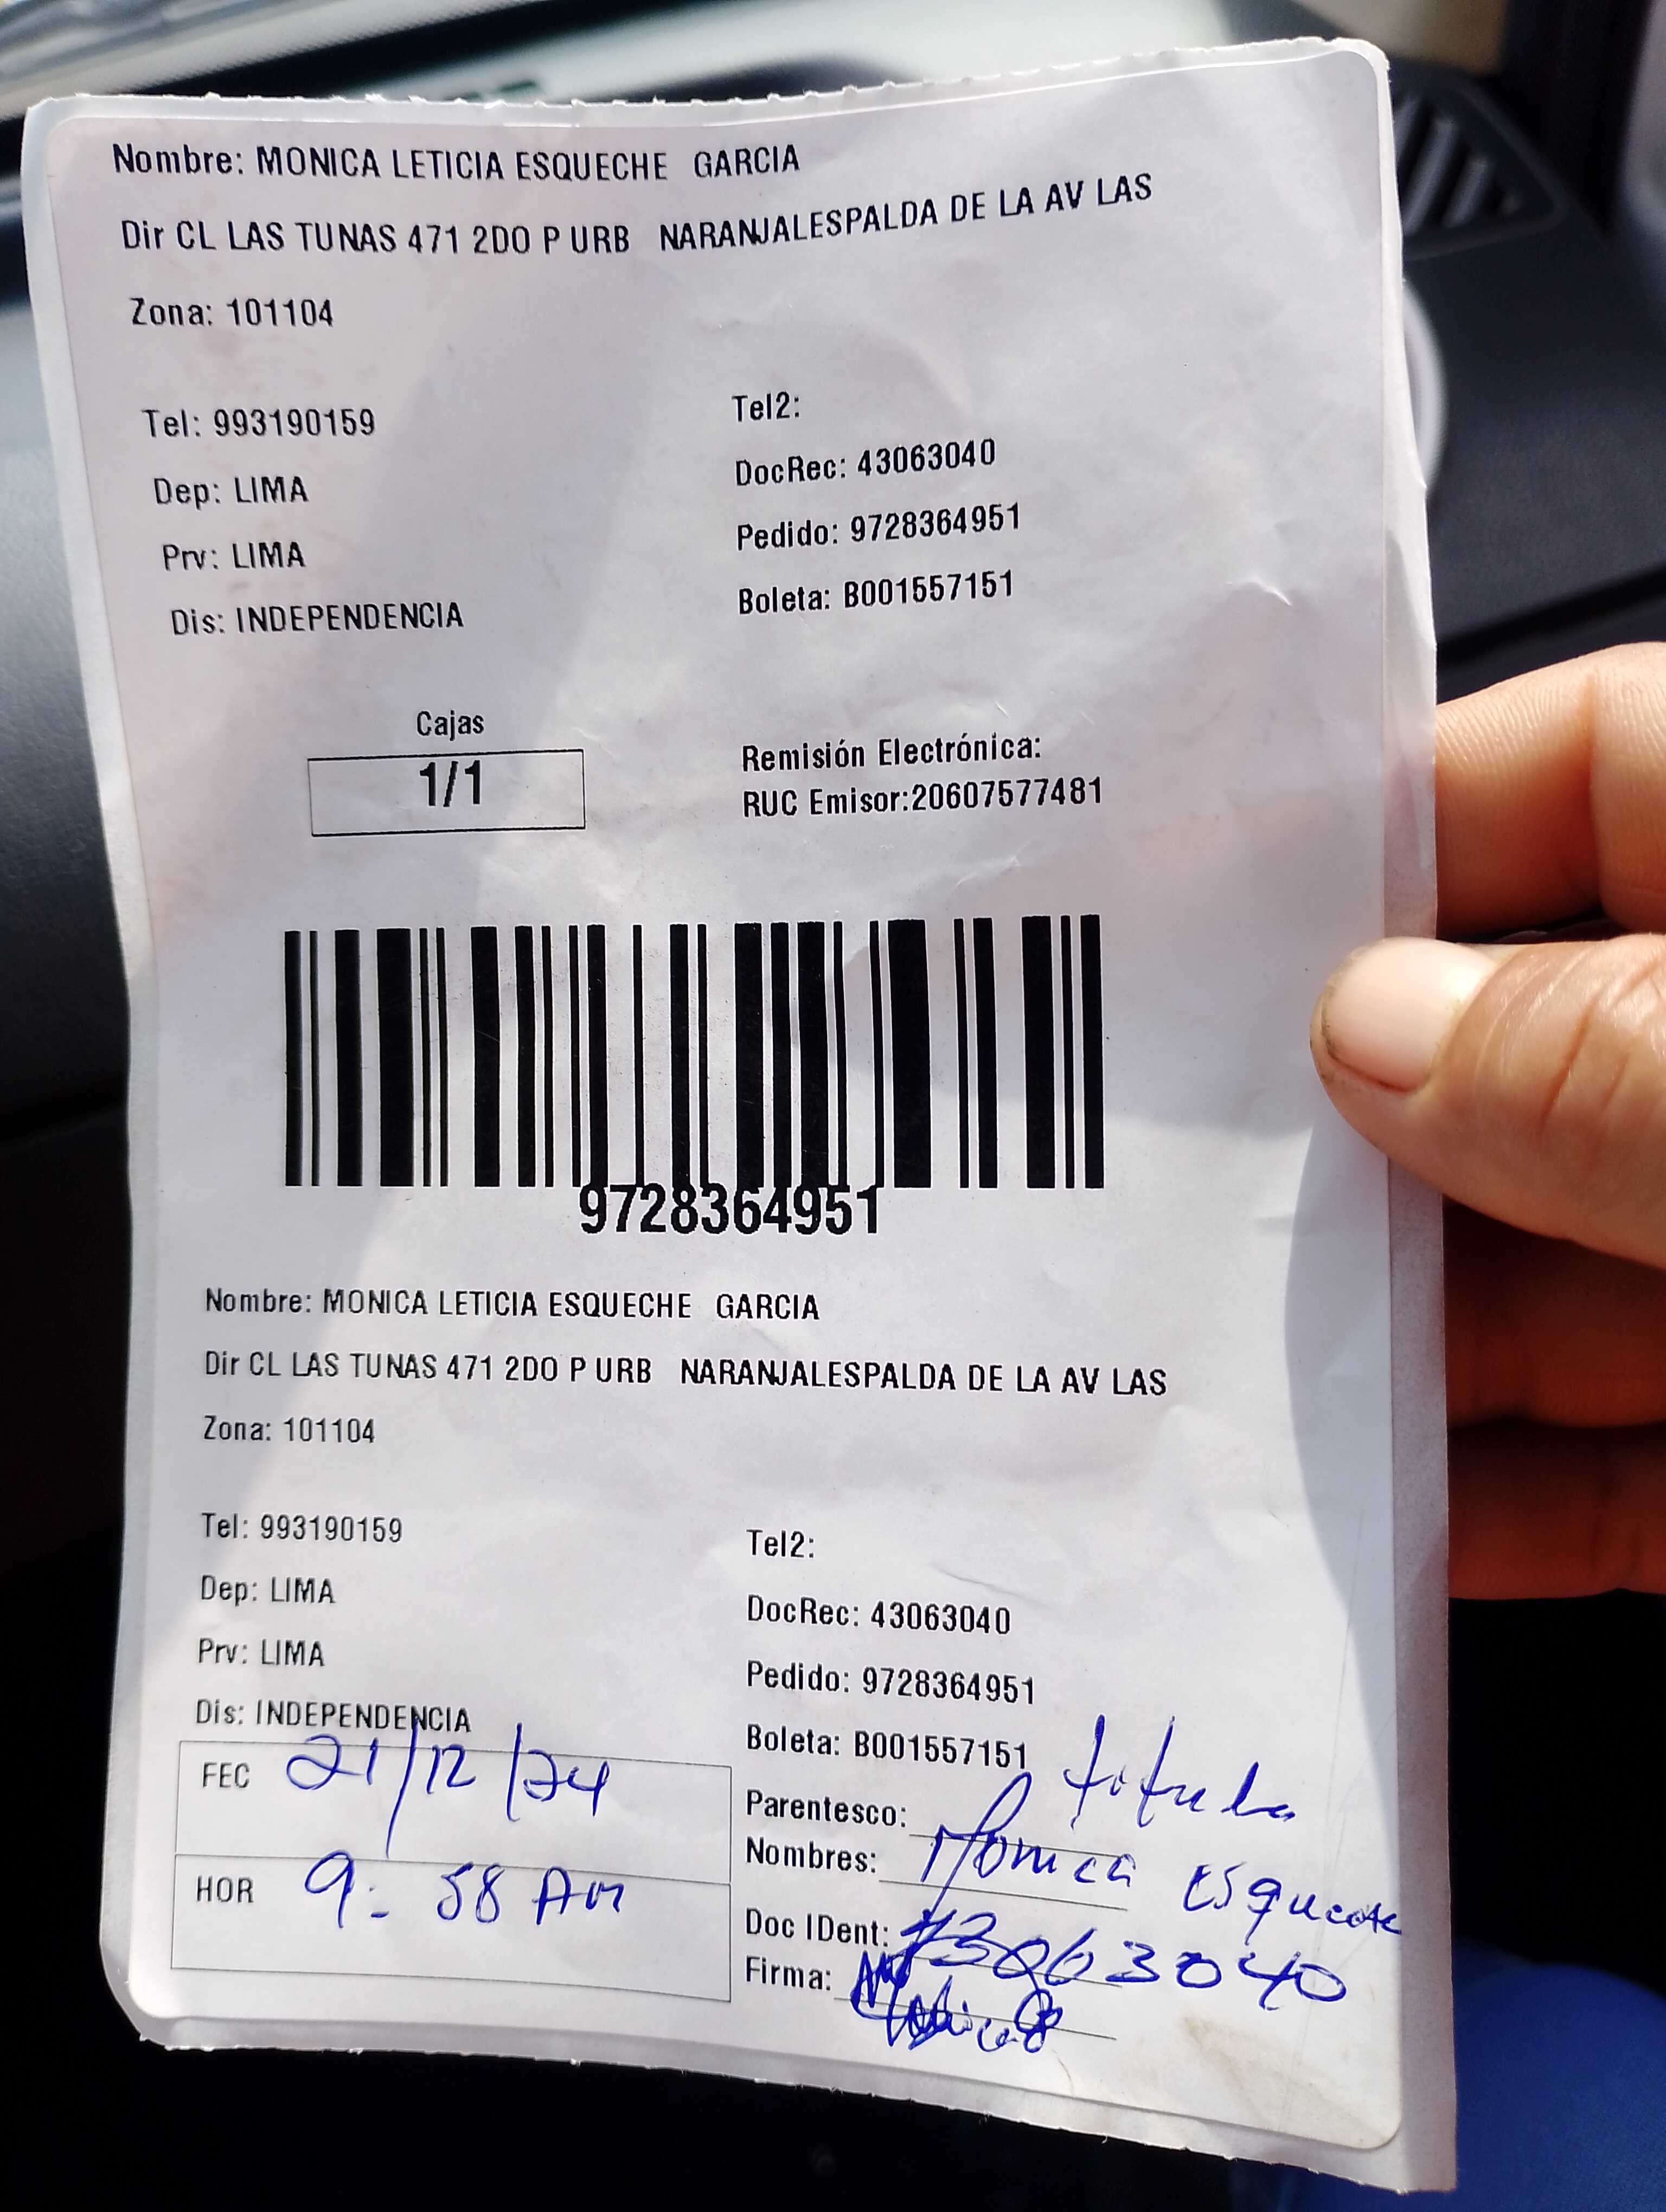 Nombre: MONICA LETICIA ESQUECHE GARCIA
Dir CL LAS TUNAS 471 2DO P URB NARANJALESPALDA DE LA AV LAS
Zona: 101104
Tel: 993190159
Tel2:
Dep: LIMA
DocRec: 43063040
Prv: LIMA
Pedido: 9728364951
Dis: INDEPENDENCIA
Boleta: B001557151
Cajas
1/1
Remisión Electrónica:
RUC Emisor:20607577481
9728364951
Nombre: MONICA LETICIA ESQUECHE GARCIA
Dir CL LAS TUNAS 471 2DO P URB NARANJALESPALDA DE LA AV LAS
Zona: 101104
Tel: 993190159
Tel2:
Dep: LIMA
DocRec: 43063040
Prv: LIMA
Pedido: 9728364951
Dis: INDEPENDENCIA
Boleta: B001557151
FEC 21/12/24
Parentesco: titular
Nombres: Monica Esqueche
HOR 9:58 Am
Doc IDent: 43063040
Firma: